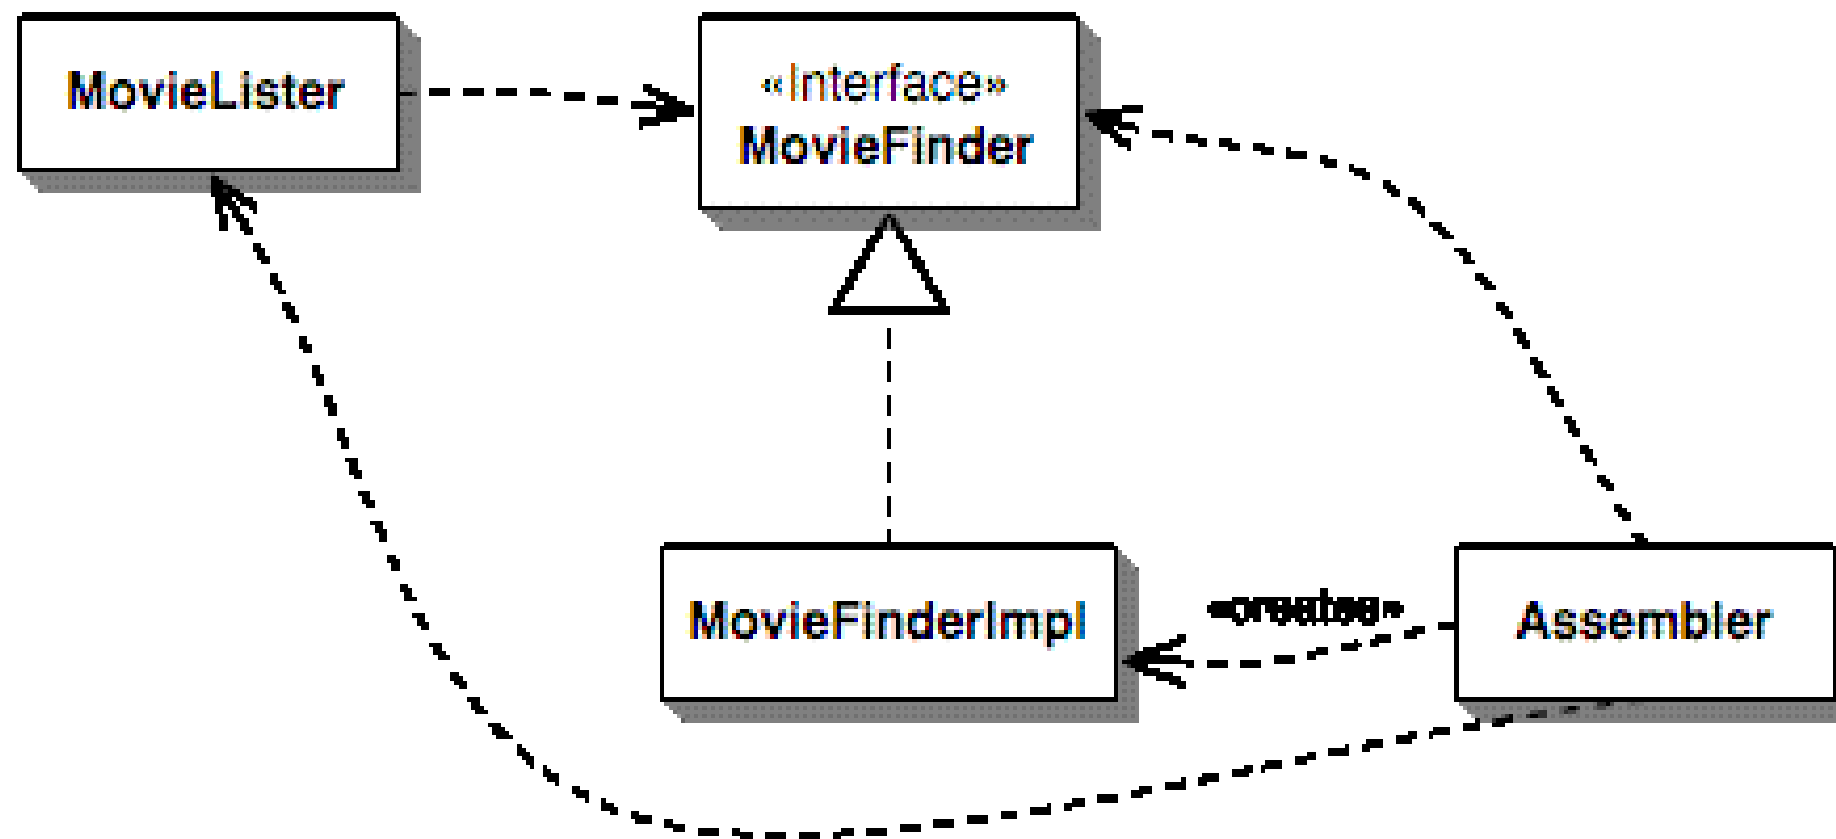 MovieLister
«Interface»
MovieFinder
MovieFinderImpl
«creates»
Assembler